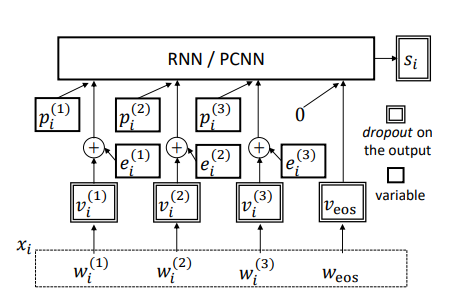 RNN / PCNN
s_i
p_i^(1) p_i^(2) p_i^(3) 0
dropout on
the output
+ + +
e_i^(1) e_i^(2) e_i^(3)
variable
v_i^(1) v_i^(2) v_i^(3) v_eos
x_i
w_i^(1) w_i^(2) w_i^(3) w_eos